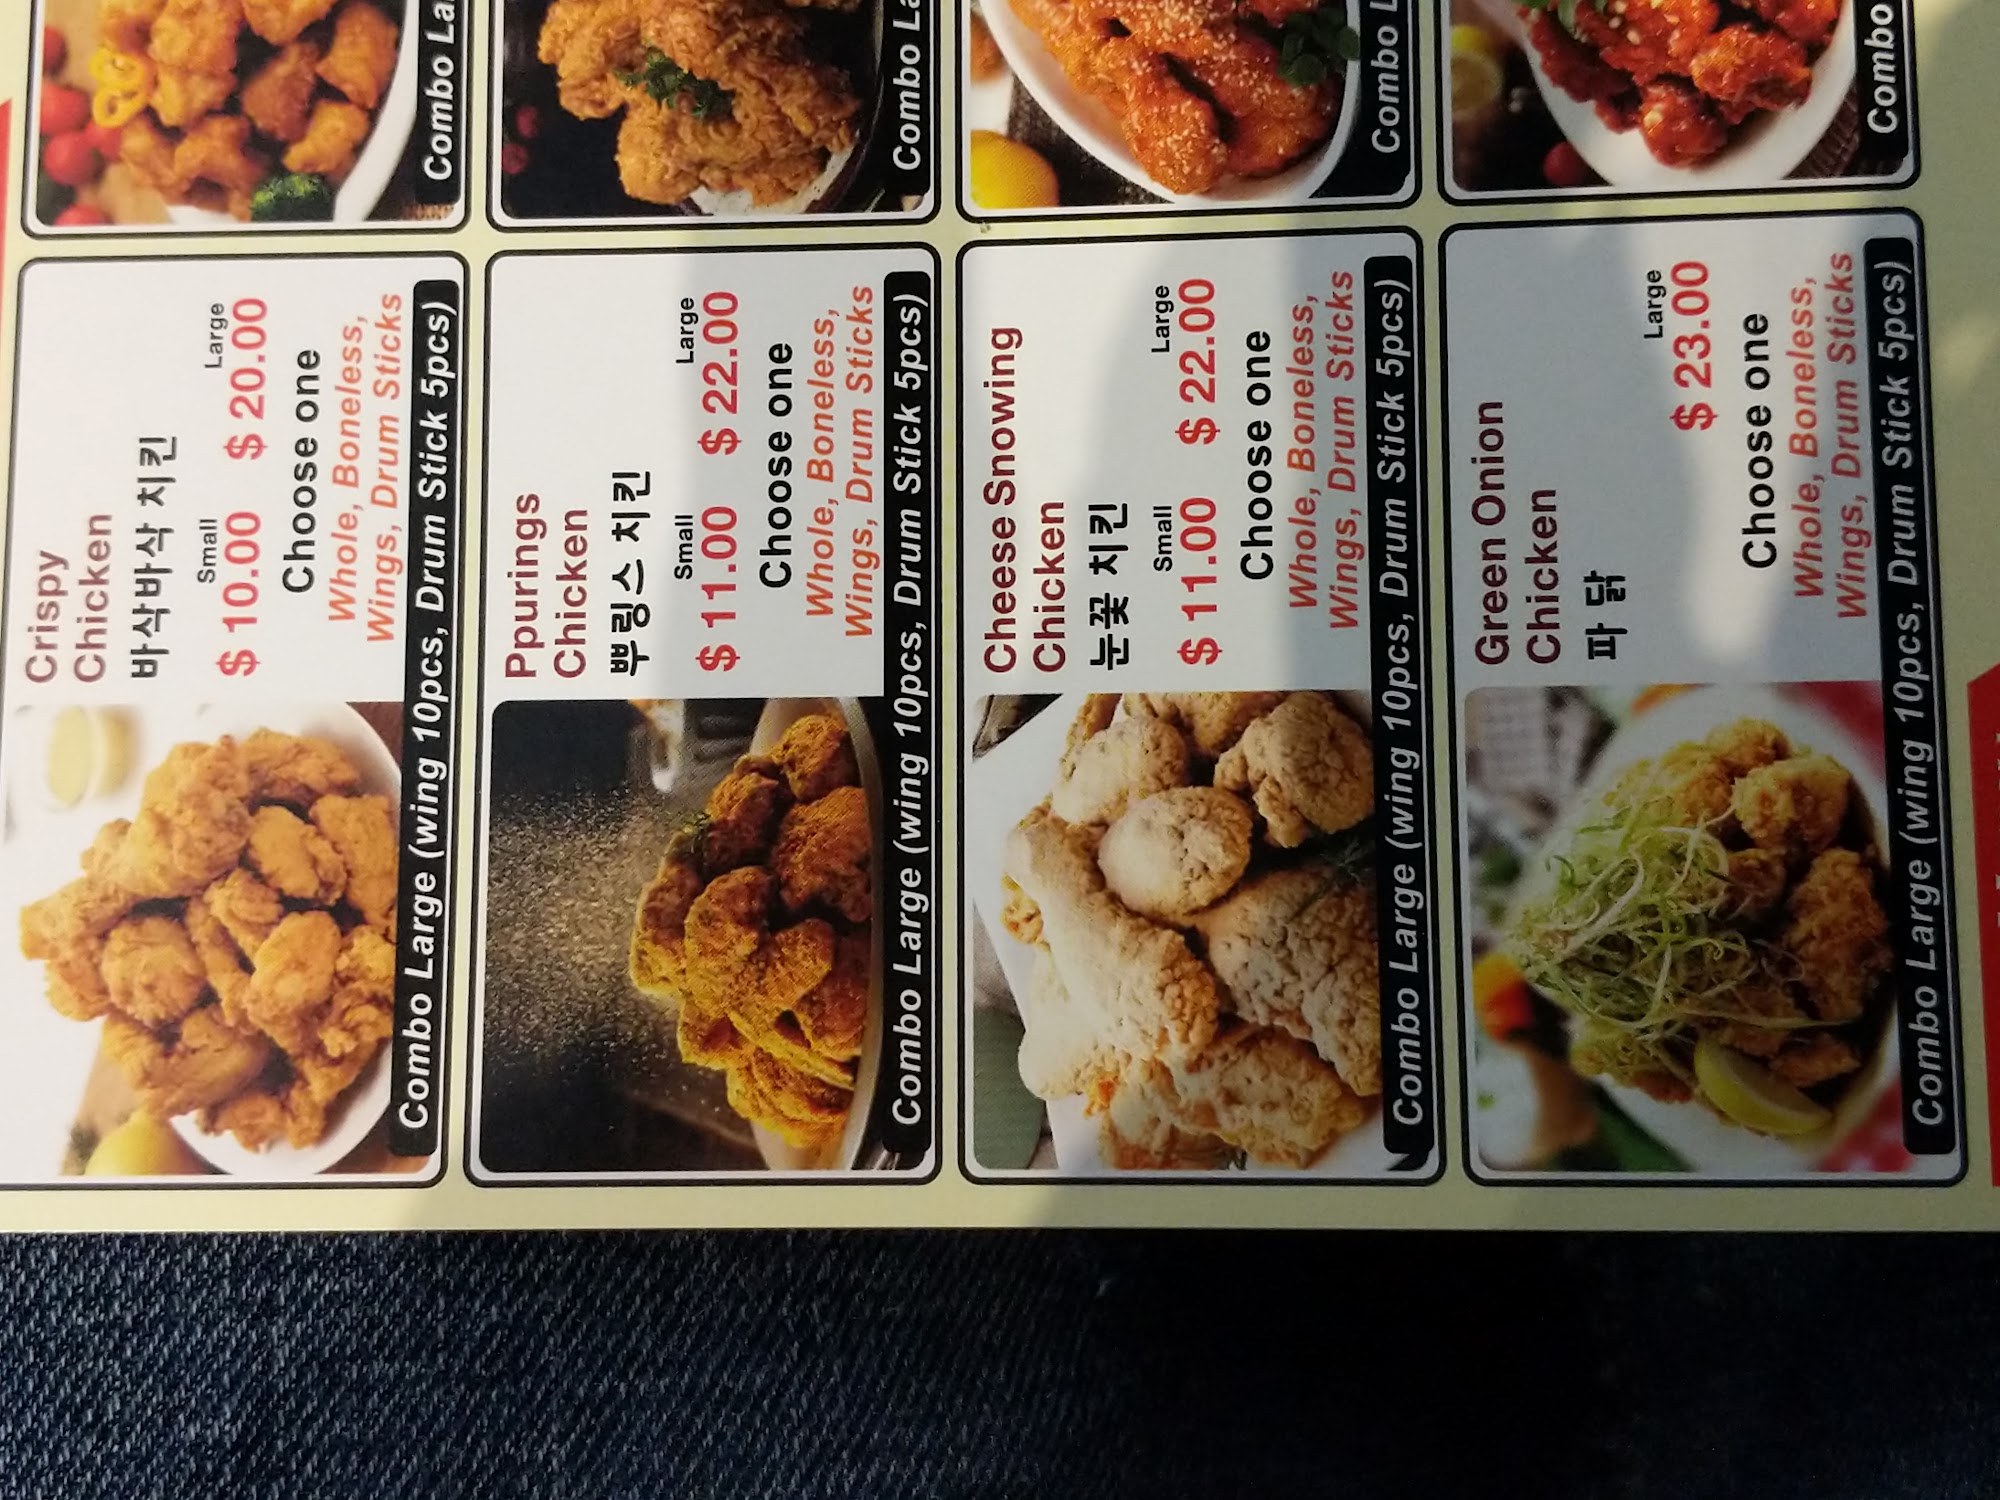 Crispy
Chicken
바삭바삭 치킨
Small Large
$ 10.00 $ 20.00
Choose one
Whole, Boneless,
Wings, Drum Sticks
Combo Large (wing 10pcs, Drum Stick 5pcs)
Combo
Ppurings
Chicken
뿌링스 치킨
Small Large
$ 11.00 $ 22.00
Choose one
Whole, Boneless,
Wings, Drum Sticks
Combo Large (wing 10pcs, Drum Stick 5pcs)
Combo
Cheese Snowing
Chicken
눈꽃 치킨
Small Large
$ 11.00 $ 22.00
Choose one
Whole, Boneless,
Wings, Drum Sticks
Combo Large (wing 10pcs, Drum Stick 5pcs)
Combo
Green Onion
Chicken
파 닭
Large
$ 23.00
Choose one
Whole, Boneless,
Wings, Drum Sticks
Combo Large (wing 10pcs, Drum Stick 5pcs)
Combo